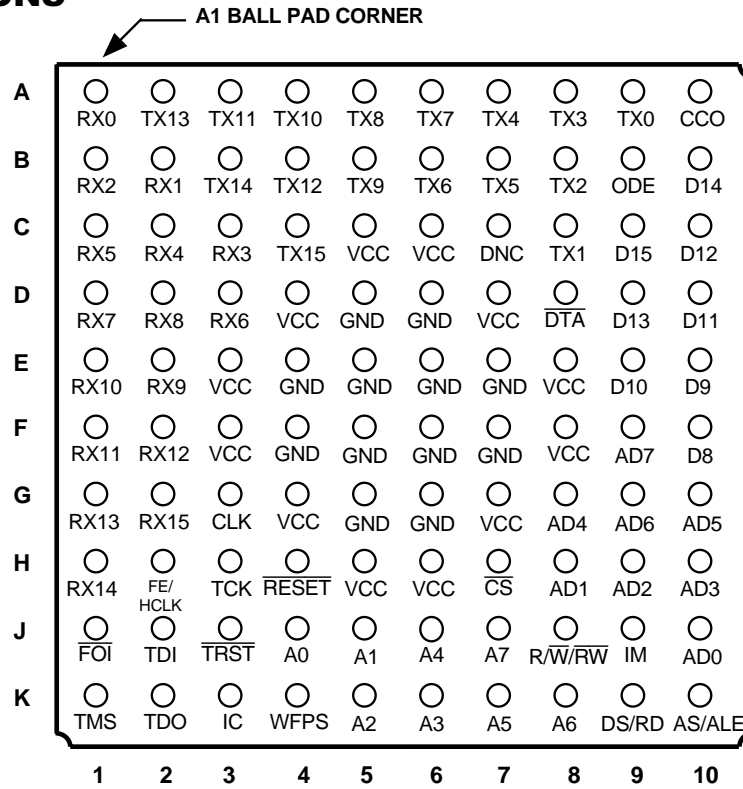 A1 BALL PAD CORNER
A
RX0 TX13 TX11 TX10 TX8 TX7 TX4 TX3 TX0 CCO
B
RX2 RX1 TX14 TX12 TX9 TX6 TX5 TX2 ODE D14
C
RX5 RX4 RX3 TX15 VCC VCC DNC TX1 D15 D12
D
RX7 RX8 RX6 VCC GND GND VCC DTA D13 D11
E
RX10 RX9 VCC GND GND GND GND VCC D10 D9
F
RX11 RX12 VCC GND GND GND GND VCC AD7 D8
G
RX13 RX15 CLK VCC GND GND VCC AD4 AD6 AD5
H
RX14 FE/ TCK RESET VCC VCC CS AD1 AD2 AD3
HCLK
J
FOI TDI TRST A0 A1 A4 A7 R/W/RW IM AD0
K
TMS TDO IC WFPS A2 A3 A5 A6 DS/RD AS/ALE
1 2 3 4 5 6 7 8 9 10